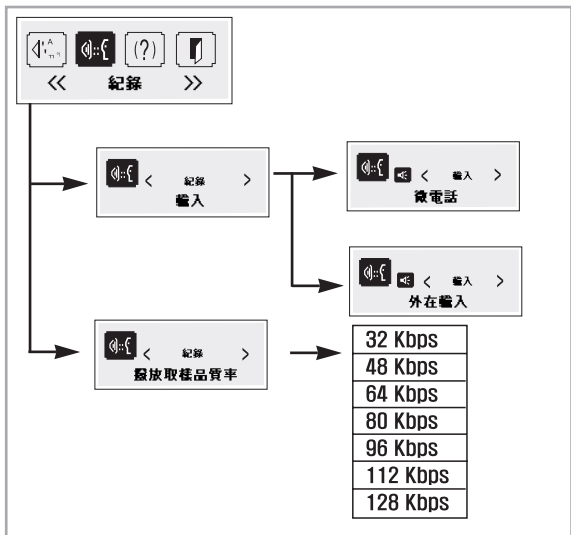 (?)
« 紀錄 »
< 紀錄 >
輸入
< 輸入 >
微電話
< 輸入 >
外在輸入
< 紀錄 >
撥放取樣品質率
32 Kbps
48 Kbps
64 Kbps
80 Kbps
96 Kbps
112 Kbps
128 Kbps